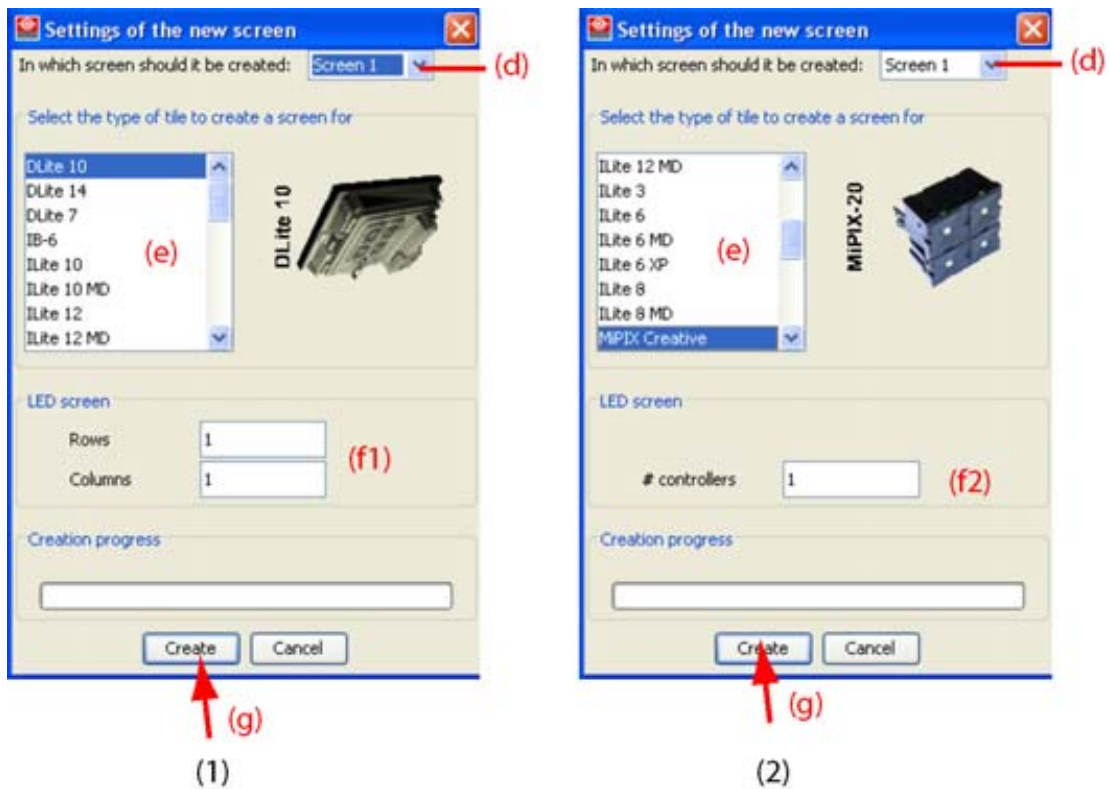 Settings of the new screen
In which screen should it be created: Screen 1 (d)
Select the type of tile to create a screen for
DLite 10
DLite 14
DLite 7
IB-6
ILite 10
ILite 10 MD
ILite 12
ILite 12 MD
(e)
DLite 10
LED screen
Rows 1
Columns 1
(f1)
Creation progress
Create Cancel
(g)
(1)
Settings of the new screen
In which screen should it be created: Screen 1 (d)
Select the type of tile to create a screen for
ILite 12 MD
ILite 3
ILite 6
ILite 6 MD
ILite 6 XP
ILite 8
ILite 8 MD
MiPIX Creative
(e)
MiPIX-20
LED screen
# controllers 1 (f2)
Creation progress
Create Cancel
(g)
(2)